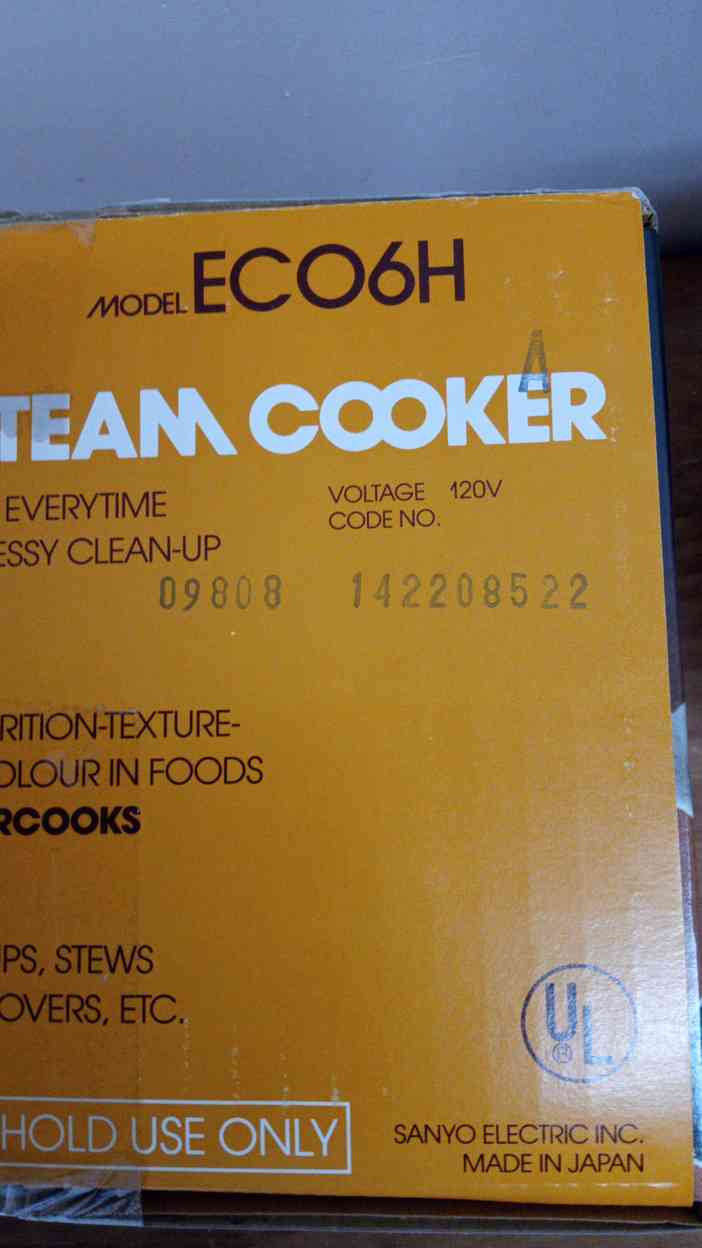 MODEL ECO6H
A
TEAM COOKER
EVERYTIME
VOLTAGE 120V
CODE NO.
ESSY CLEAN-UP
09808 142208522
RITION-TEXTURE-
OLOUR IN FOODS
RCOOKS
PS, STEWS
OVERS, ETC.
UL
R
HOLD USE ONLY
SANYO ELECTRIC INC.
MADE IN JAPAN